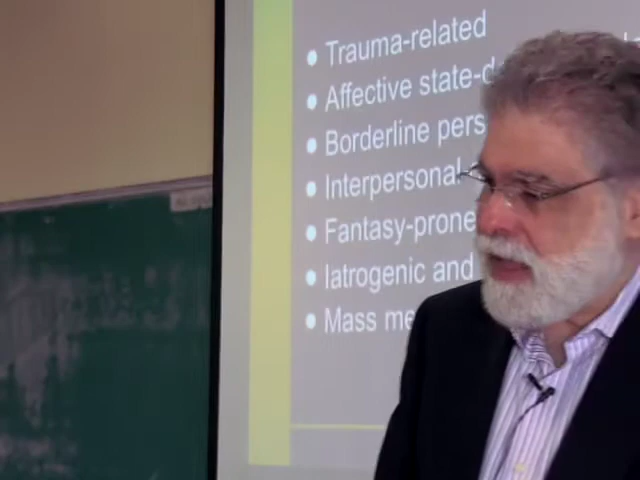 • Trauma-related
• Affective state-d
• Borderline pers
• Interpersonal-
• Fantasy-prone
• Iatrogenic and
• Mass me